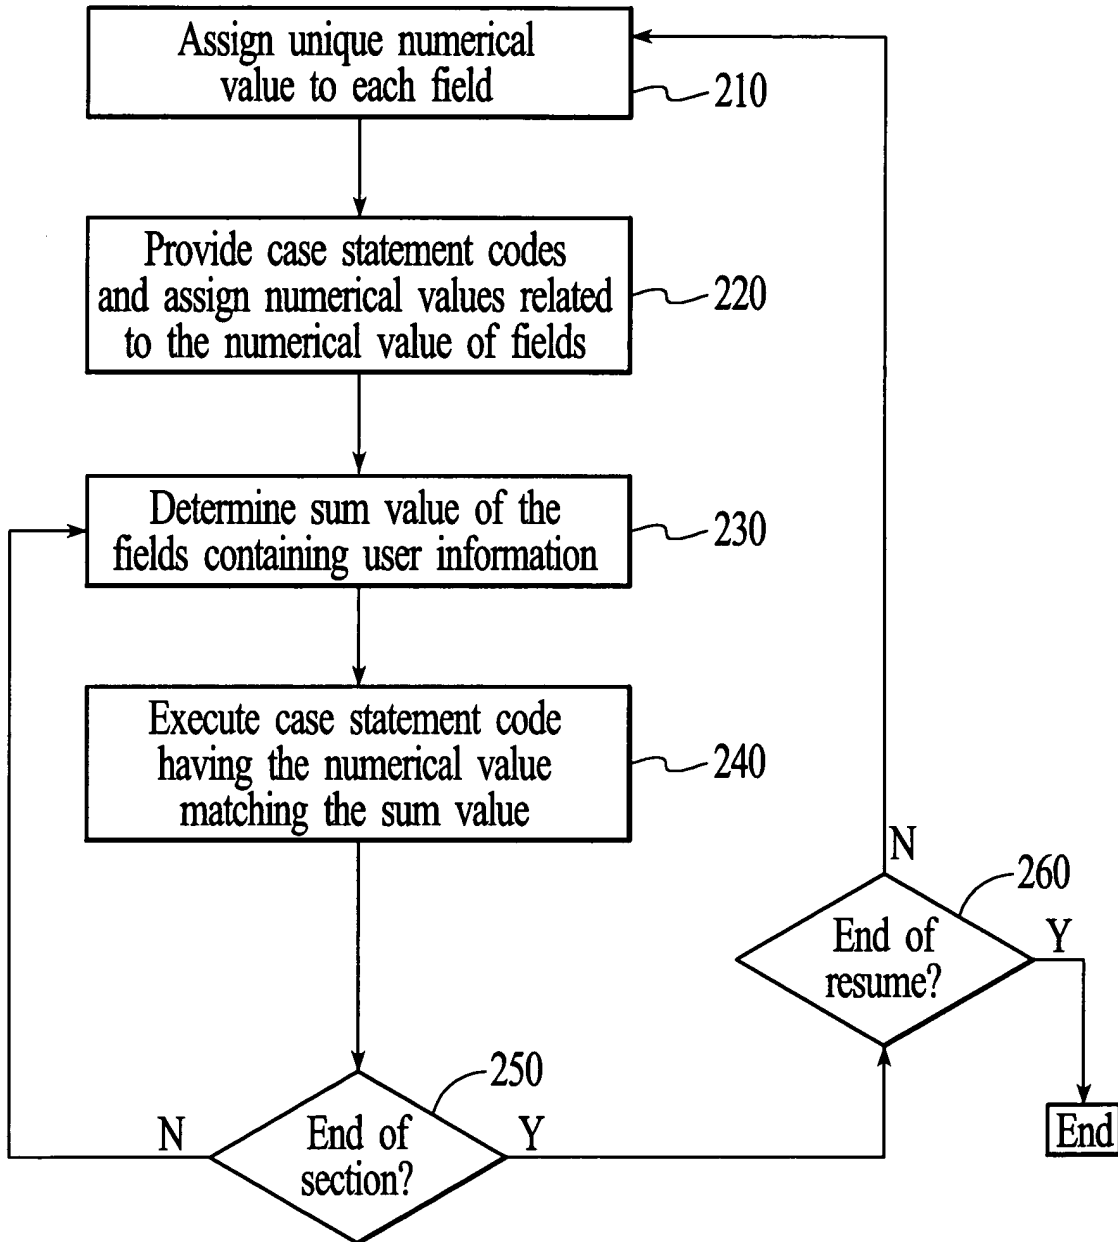 Assign unique numerical
value to each field
210
Provide case statement codes
and assign numerical values related
to the numerical value of fields
220
Determine sum value of the
fields containing user information
230
Execute case statement code
having the numerical value
matching the sum value
240
N
260
End of
resume?
Y
250
N
End of
section?
Y
End